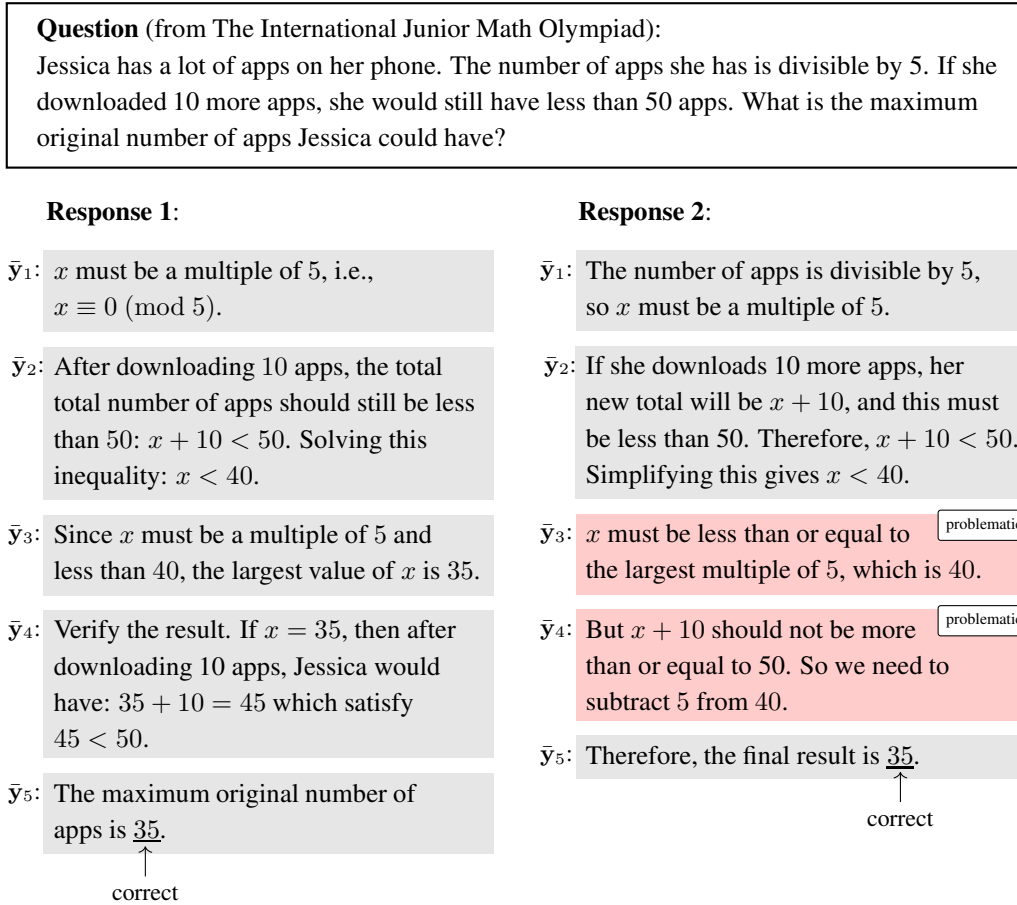 Question (from The International Junior Math Olympiad):
Jessica has a lot of apps on her phone. The number of apps she has is divisible by 5. If she
downloaded 10 more apps, she would still have less than 50 apps. What is the maximum
original number of apps Jessica could have?
Response 1:
ȳ₁: x must be a multiple of 5, i.e.,
x ≡ 0 (mod 5).
ȳ₂: After downloading 10 apps, the total
total number of apps should still be less
than 50: x + 10 < 50. Solving this
inequality: x < 40.
ȳ₃: Since x must be a multiple of 5 and
less than 40, the largest value of x is 35.
ȳ₄: Verify the result. If x = 35, then after
downloading 10 apps, Jessica would
have: 35 + 10 = 45 which satisfy
45 < 50.
ȳ₅: The maximum original number of
apps is 35.
correct
Response 2:
ȳ₁: The number of apps is divisible by 5,
so x must be a multiple of 5.
ȳ₂: If she downloads 10 more apps, her
new total will be x + 10, and this must
be less than 50. Therefore, x + 10 < 50.
Simplifying this gives x < 40.
problematic
ȳ₃: x must be less than or equal to
the largest multiple of 5, which is 40.
problematic
ȳ₄: But x + 10 should not be more
than or equal to 50. So we need to
subtract 5 from 40.
ȳ₅: Therefore, the final result is 35.
correct